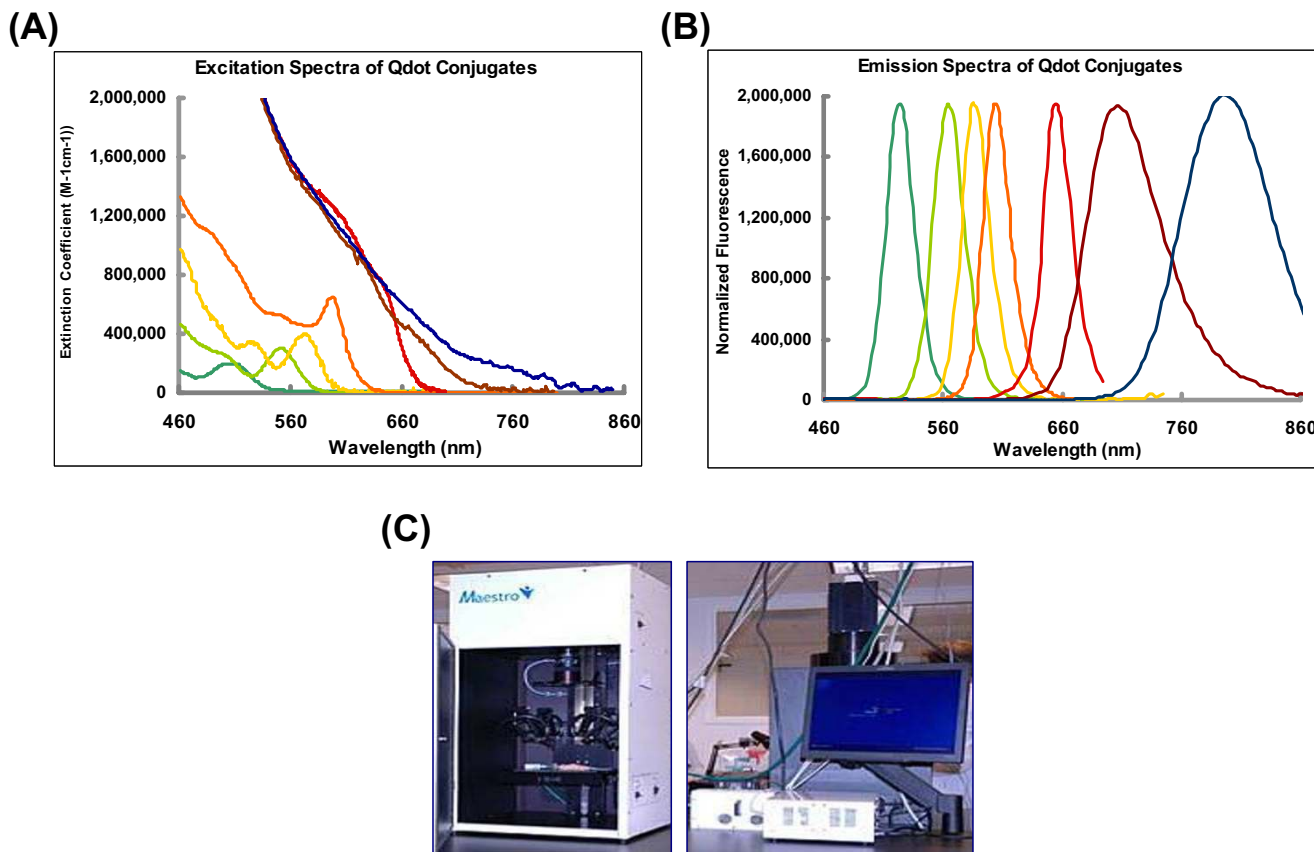 (A)
Excitation Spectra of Qdot Conjugates
Extinction Coefficient (M-1cm-1))
2,000,000
1,600,000
1,200,000
800,000
400,000
0
460 560 660 760 860
Wavelength (nm)
(B)
Emission Spectra of Qdot Conjugates
Normalized Fluorescence
2,000,000
1,600,000
1,200,000
800,000
400,000
0
460 560 660 760 860
Wavelength (nm)
(C)
Maestro